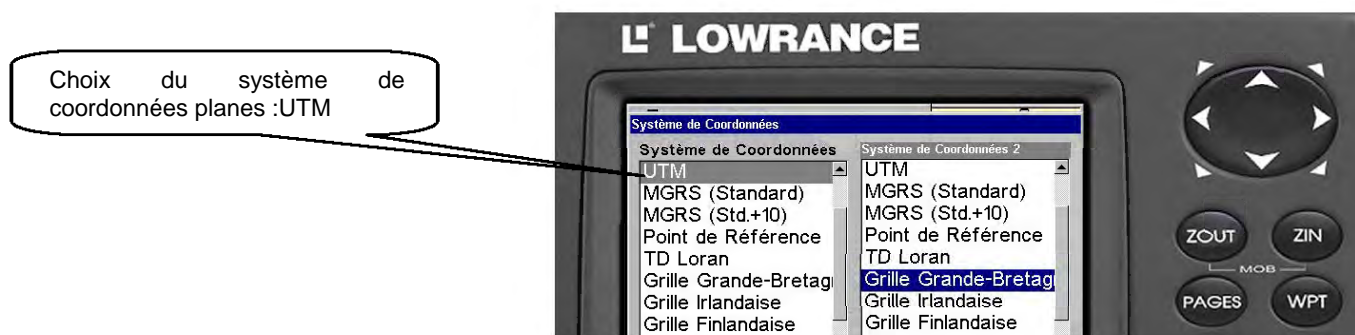 Choix du système de
coordonnées planes :UTM
LOWRANCE
Système de Coordonnées
Système de Coordonnées
UTM
MGRS (Standard)
MGRS (Std.+10)
Point de Référence
TD Loran
Grille Grande-Bretag
Grille Irlandaise
Grille Finlandaise
Système de Coordonnées 2
UTM
MGRS (Standard)
MGRS (Std.+10)
Point de Référence
TD Loran
Grille Grande-Bretag
Grille Irlandaise
Grille Finlandaise
ZOUT ZIN
MOB
PAGES WPT